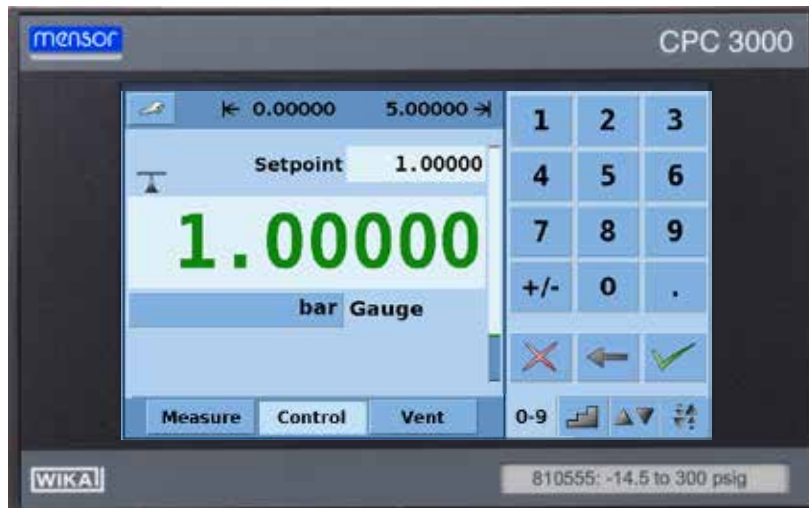 mensor CPC 3000
0.00000 5.00000
Setpoint 1.00000
1.00000
bar Gauge
Measure Control Vent
1 2 3
4 5 6
7 8 9
+/- 0 .
0-9
WIKA 810555: -14.5 to 300 psig